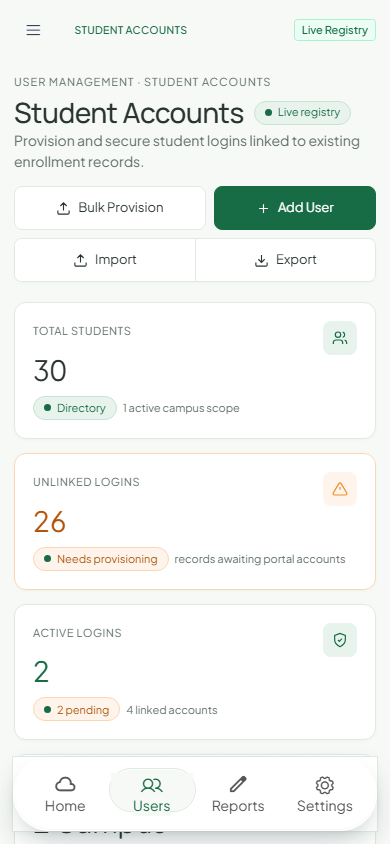 STUDENT ACCOUNTS
Live Registry
USER MANAGEMENT · STUDENT ACCOUNTS
Student Accounts
Live registry
Provision and secure student logins linked to existing
enrollment records.
Bulk Provision
Add User
Import
Export
TOTAL STUDENTS
30
Directory
1 active campus scope
UNLINKED LOGINS
26
Needs provisioning
records awaiting portal accounts
ACTIVE LOGINS
2
2 pending
4 linked accounts
Home
Users
Reports
Settings